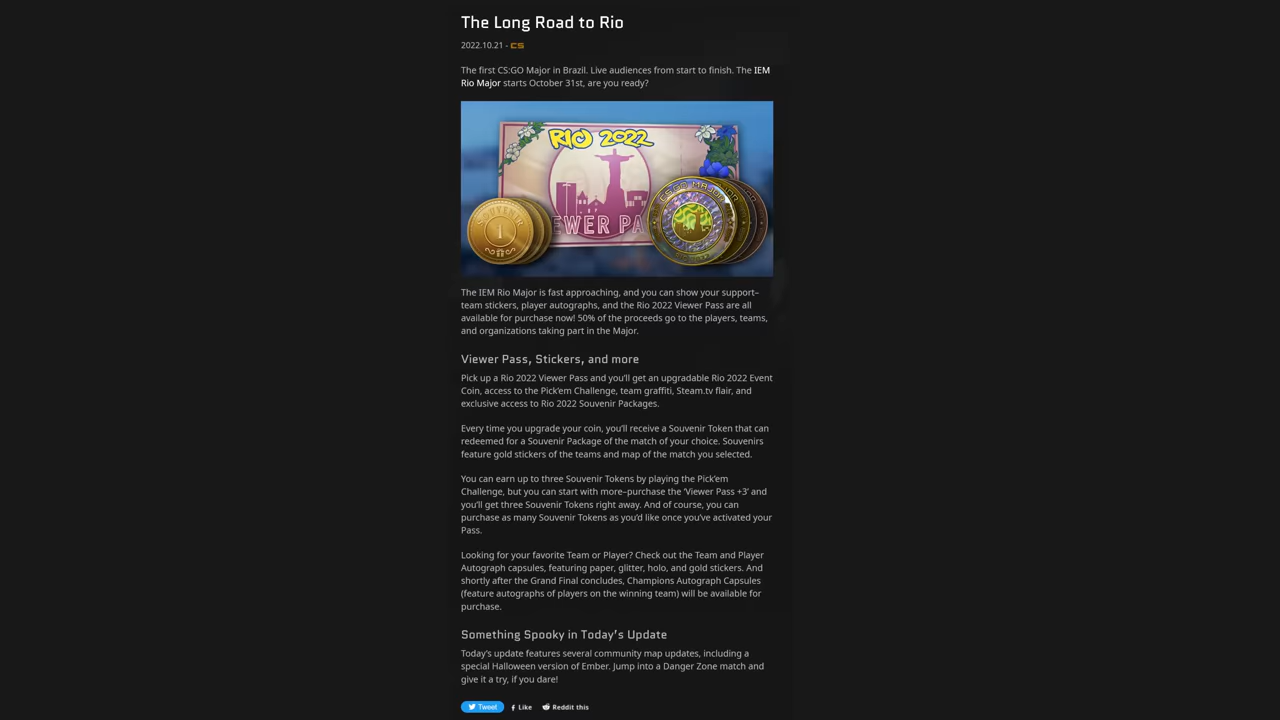 The Long Road to Rio
2022.10.21 - CS
The first CS:GO Major in Brazil. Live audiences from start to finish. The IEM
Rio Major starts October 31st, are you ready?
RIO 2022
EWER PA
SOUVENIR
1
CSGO MAJOR
The IEM Rio Major is fast approaching, and you can show your support–
team stickers, player autographs, and the Rio 2022 Viewer Pass are all
available for purchase now! 50% of the proceeds go to the players, teams,
and organizations taking part in the Major.
Viewer Pass, Stickers, and more
Pick up a Rio 2022 Viewer Pass and you’ll get an upgradable Rio 2022 Event
Coin, access to the Pick’em Challenge, team graffiti, Steam.tv flair, and
exclusive access to Rio 2022 Souvenir Packages.
Every time you upgrade your coin, you’ll receive a Souvenir Token that can
redeemed for a Souvenir Package of the match of your choice. Souvenirs
feature gold stickers of the teams and map of the match you selected.
You can earn up to three Souvenir Tokens by playing the Pick’em
Challenge, but you can start with more–purchase the ‘Viewer Pass +3’ and
you’ll get three Souvenir Tokens right away. And of course, you can
purchase as many Souvenir Tokens as you’d like once you’ve activated your
Pass.
Looking for your favorite Team or Player? Check out the Team and Player
Autograph capsules, featuring paper, glitter, holo, and gold stickers. And
shortly after the Grand Final concludes, Champions Autograph Capsules
(feature autographs of players on the winning team) will be available for
purchase.
Something Spooky in Today’s Update
Today’s update features several community map updates, including a
special Halloween version of Ember. Jump into a Danger Zone match and
give it a try, if you dare!
Tweet Like Reddit this